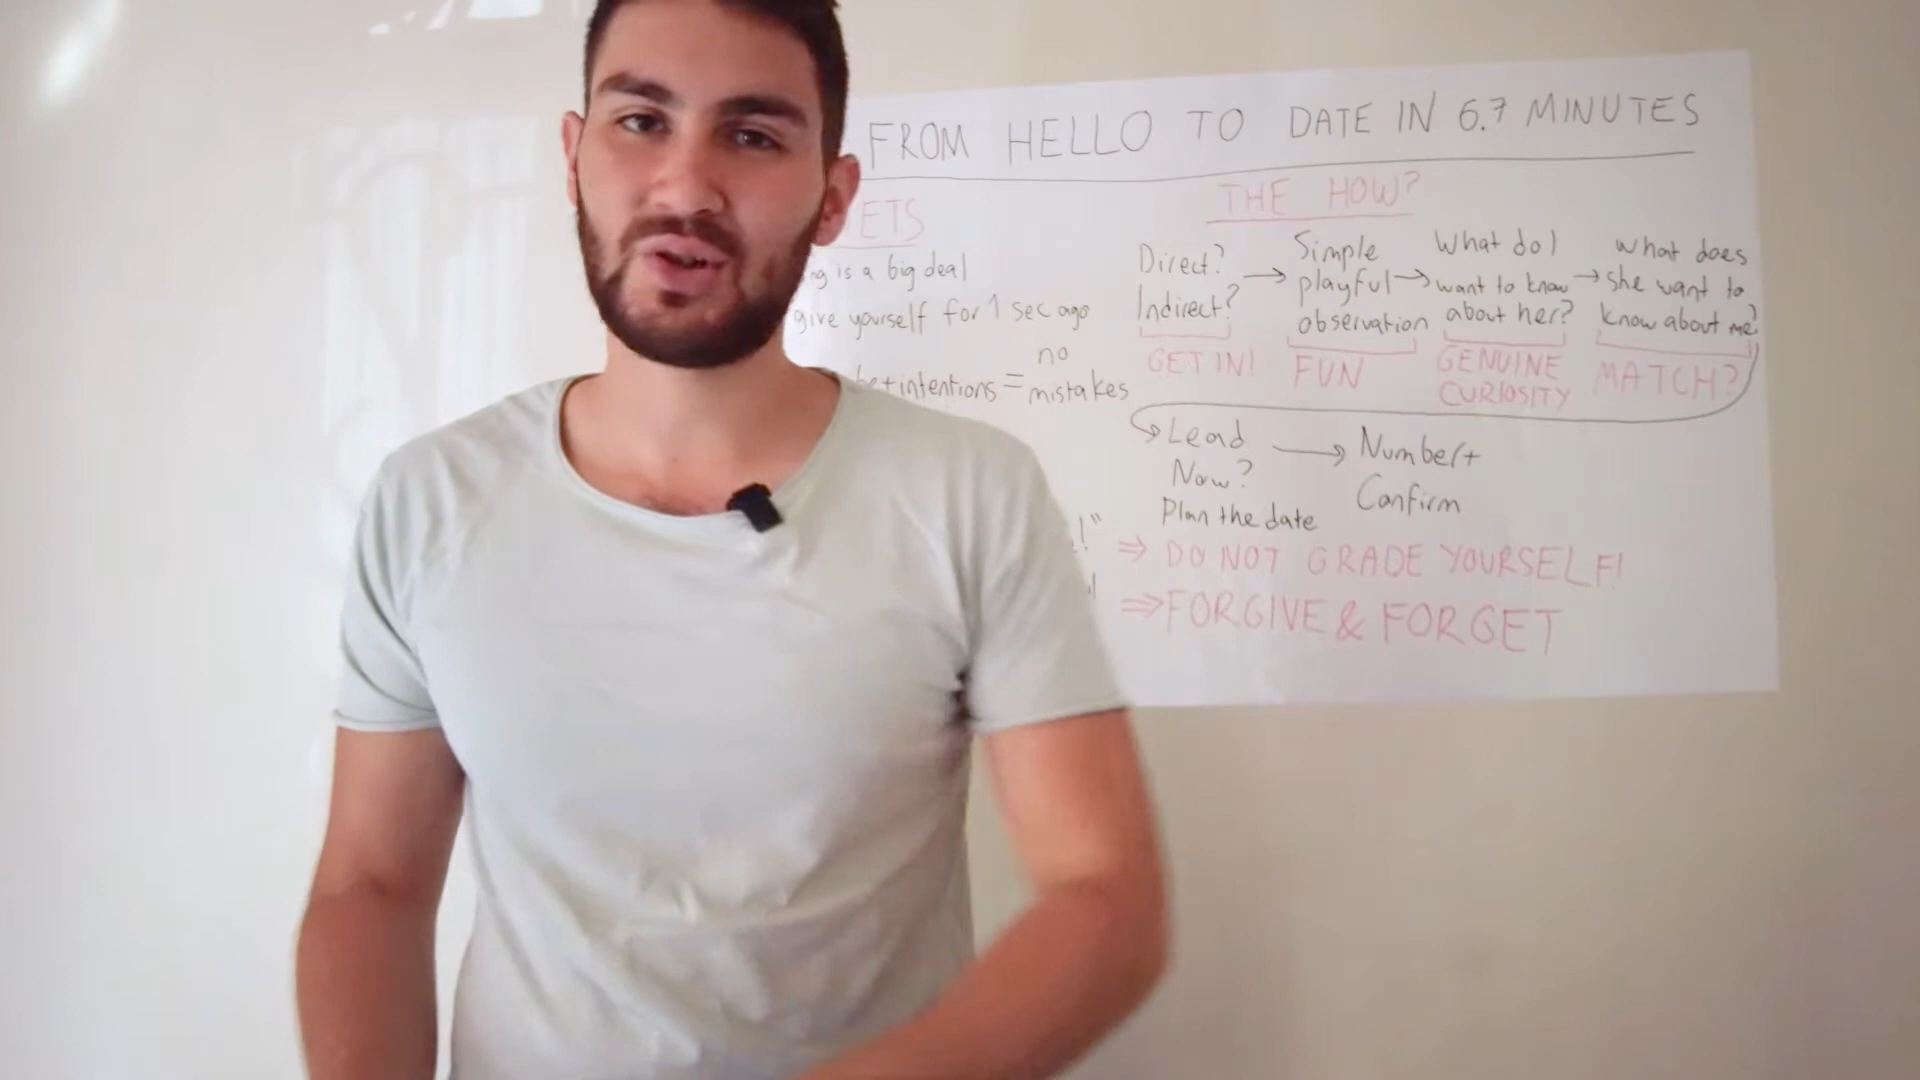 FROM HELLO TO DATE IN 6.7 MINUTES
ETS
ng is a big deal
give yourself for 1 sec ago
be + intentions = no mistakes
!"
THE HOW?
Direct? Indirect? → Simple playful observation → What do I want to know about her? → What does she want to know about me?
GET IN!
FUN
GENUINE CURIOSITY
MATCH?
Lead Now? Plan the date → Number + Confirm
⇒ DO NOT GRADE YOURSELF!
⇒ FORGIVE & FORGET